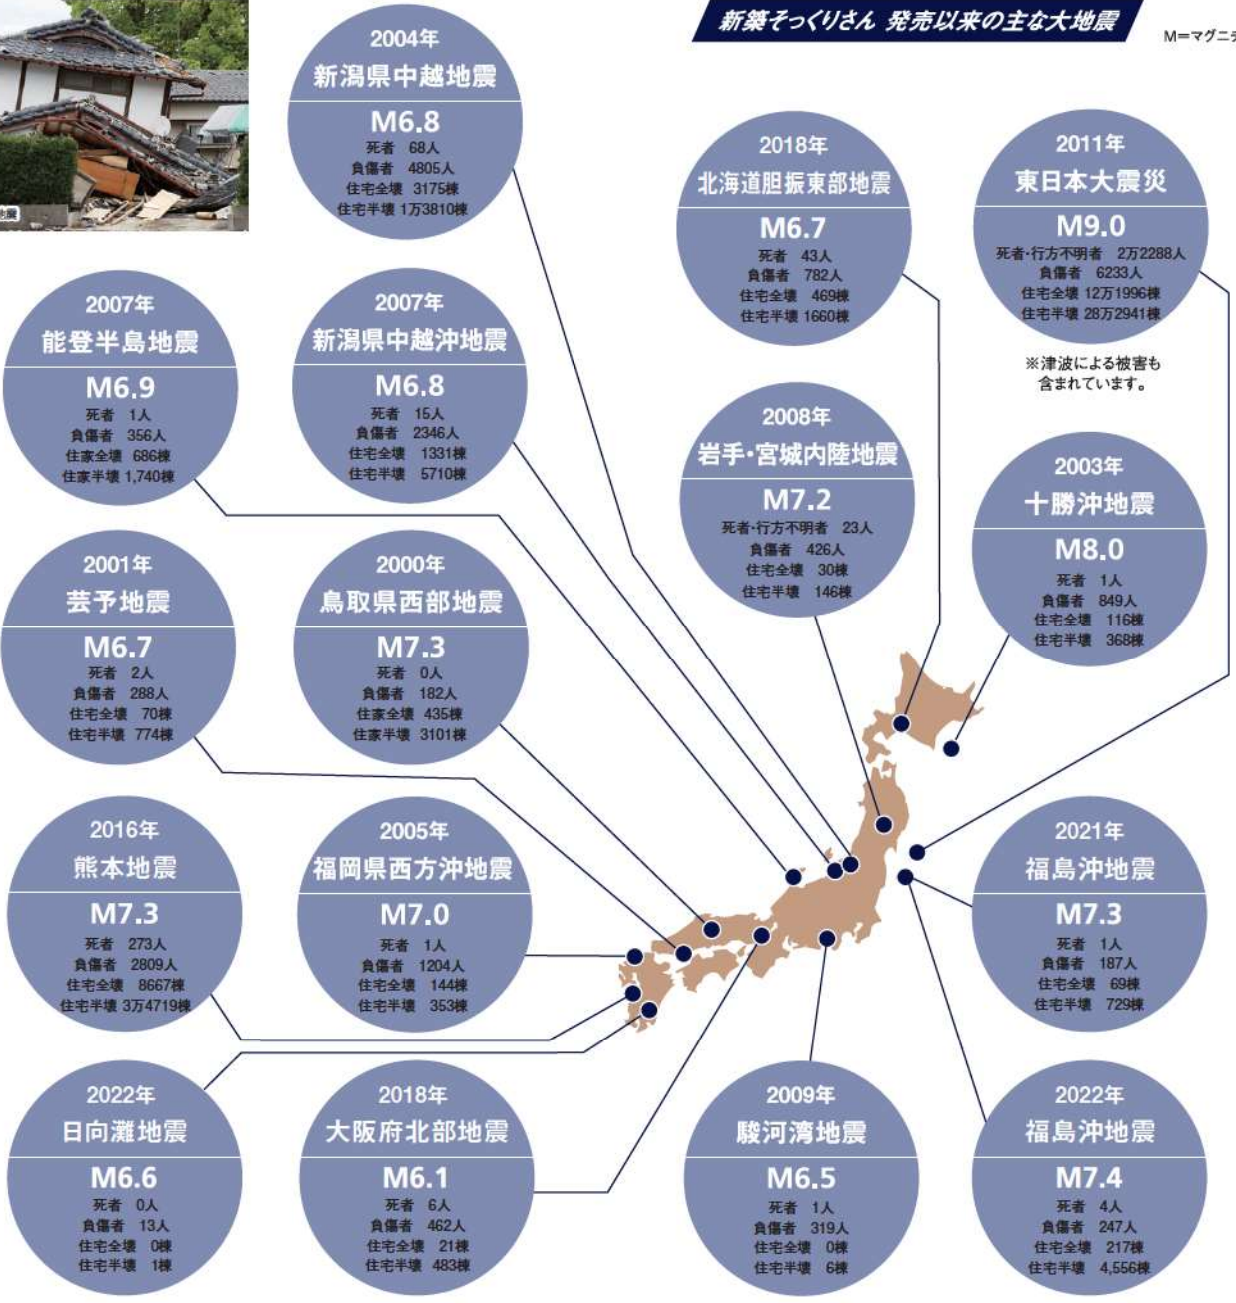 新築そっくりさん 発売以来の主な大地震
M=マグニチ
地震
2004年
新潟県中越地震
M6.8
死者 68人
負傷者 4805人
住宅全壊 3175棟
住宅半壊 1万3810棟
2018年
北海道胆振東部地震
M6.7
死者 43人
負傷者 782人
住宅全壊 469棟
住宅半壊 1660棟
2011年
東日本大震災
M9.0
死者・行方不明者 2万2288人
負傷者 6233人
住宅全壊 12万1996棟
住宅半壊 28万2941棟
※津波による被害も
含まれています。
2007年
能登半島地震
M6.9
死者 1人
負傷者 356人
住家全壊 686棟
住家半壊 1,740棟
2007年
新潟県中越沖地震
M6.8
死者 15人
負傷者 2346人
住宅全壊 1331棟
住宅半壊 5710棟
2008年
岩手・宮城内陸地震
M7.2
死者・行方不明者 23人
負傷者 426人
住宅全壊 30棟
住宅半壊 146棟
2003年
十勝沖地震
M8.0
死者 1人
負傷者 849人
住宅全壊 116棟
住宅半壊 368棟
2001年
芸予地震
M6.7
死者 2人
負傷者 288人
住宅全壊 70棟
住宅半壊 774棟
2000年
鳥取県西部地震
M7.3
死者 0人
負傷者 182人
住家全壊 435棟
住家半壊 3101棟
2016年
熊本地震
M7.3
死者 273人
負傷者 2809人
住宅全壊 8667棟
住宅半壊 3万4719棟
2005年
福岡県西方沖地震
M7.0
死者 1人
負傷者 1204人
住宅全壊 144棟
住宅半壊 353棟
2021年
福島沖地震
M7.3
死者 1人
負傷者 187人
住宅全壊 69棟
住宅半壊 729棟
2022年
日向灘地震
M6.6
死者 0人
負傷者 13人
住宅全壊 0棟
住宅半壊 1棟
2018年
大阪府北部地震
M6.1
死者 6人
負傷者 462人
住宅全壊 21棟
住宅半壊 483棟
2009年
駿河湾地震
M6.5
死者 1人
負傷者 319人
住宅全壊 0棟
住宅半壊 6棟
2022年
福島沖地震
M7.4
死者 4人
負傷者 247人
住宅全壊 217棟
住宅半壊 4,556棟